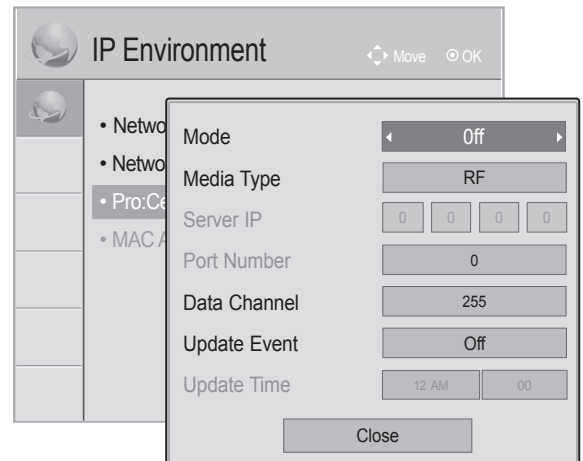 IP Environment
Move OK
• Netwo
• Netwo
• Pro:Ce
• MAC A
Mode Off
Media Type RF
Server IP 0 0 0 0
Port Number 0
Data Channel 255
Update Event Off
Update Time 12 AM 00
Close